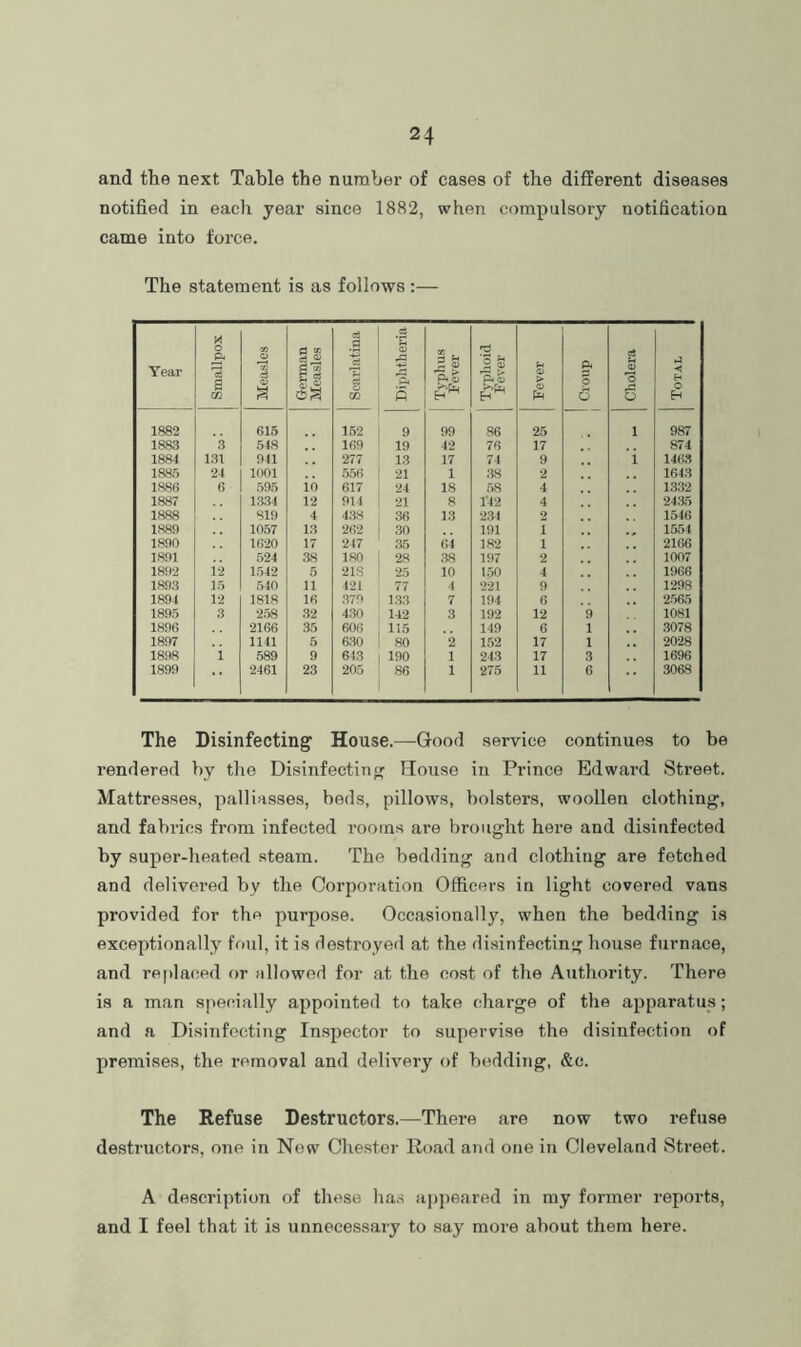 24
and the next Table the number of cases of the different diseases
notified in each year since 1882, when compulsory notification
came into force.
The statement is as follows :—
Year Smallpox Measles German Measles Scarlatina Diphtheria Typhus Fever Typhoid Fever Fever Croup Cholera Total
1882 .. 615 .. 152 9 99 86 25 .. 1 987
1883 3 548 .. 169 19 42 76 17 .. .. 874
1884 131 941 .. 277 13 17 74 9 .. 1 1463
1885 24 1001 .. 556 21 1 38 2 .. .. 1643
1886 6 595 10 617 24 18 58 4 .. .. 1332
1887 .. 1334 12 914 21 8 142 4 .. .. 2435
1888 .. 819 4 438 36 13 234 2 .. .. 1546
1889 .. 1057 13 262 30 .. 191 1 .. .. 1554
1890 .. 1620 17 247 35 64 182 1 .. .. 2166
1891 .. 524 38 180 28 38 197 2 .. .. 1007
1892 12 1542 5 218 25 10 150 4 .. .. 1966
1893 15 540 11 421 77 4 221 9 .. .. 1298
1894 12 1818 16 379 133 7 194 6 .. .. 2565
1895 3 258 32 430 142 3 192 12 9 .. 1081
1896 .. 2166 35 606 115 .. 149 6 1 .. 3078
1897 .. 1141 5 630 80 2 152 17 1 .. 2028
1898 1 589 9 643 190 1 243 17 3 .. 1696
1899 .. 2461 23 205 86 1 275 11 6 .. 3068
The Disinfecting House.—Good service continues to be
rendered by the Disinfecting House in Prince Edward Street.
Mattresses, palliasses, beds, pillows, bolsters, woollen clothing,
and fabrics from infected rooms are brought here and disinfected
by super-heated steam. The bedding and clothing are fetched
and delivered by the Corporation Officers in light covered vans
provided for the purpose. Occasionally, when the bedding is
exceptionally foul, it is destroyed at the disinfecting house furnace,
and replaced or allowed for at the cost of the Authority. There
is a man specially appointed to take charge of the apparatus;
and a Disinfecting Inspector to supervise the disinfection of
premises, the removal and delivery of bedding, &c.
The Refuse Destructors.—There are now two refuse
destructors, one in New Chester Road and one in Cleveland Street.
A description of these has appeared in my former reports,
and I feel that it is unnecessary to say more about them here.